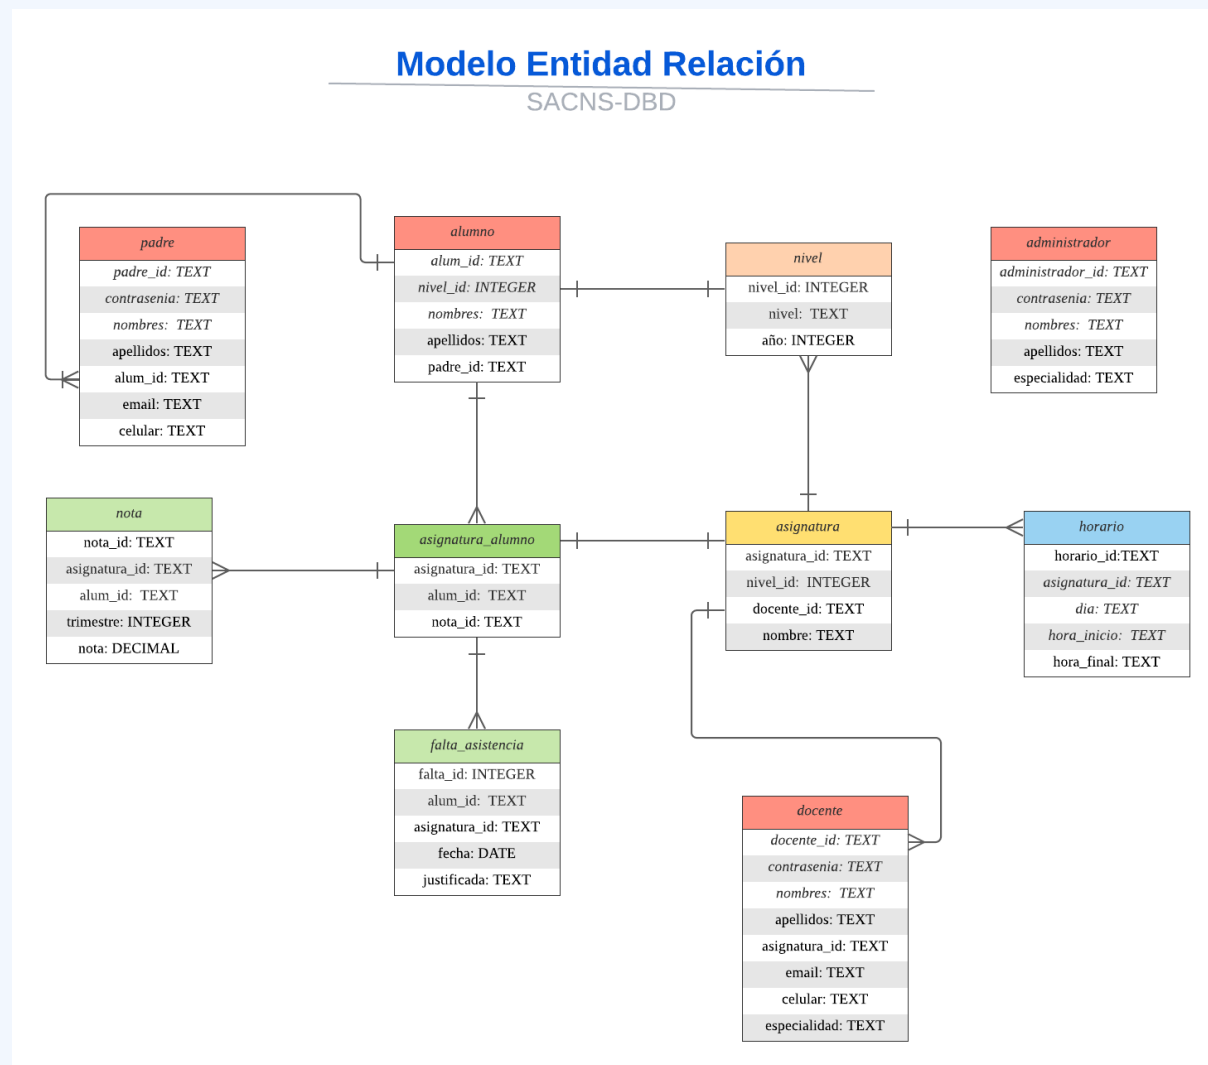 Modelo Entidad Relación
SACNS-DBD
padre
padre_id: TEXT
contrasenia: TEXT
nombres: TEXT
apellidos: TEXT
alum_id: TEXT
email: TEXT
celular: TEXT
alumno
alum_id: TEXT
nivel_id: INTEGER
nombres: TEXT
apellidos: TEXT
padre_id: TEXT
nivel
nivel_id: INTEGER
nivel: TEXT
año: INTEGER
administrador
administrador_id: TEXT
contrasenia: TEXT
nombres: TEXT
apellidos: TEXT
especialidad: TEXT
nota
nota_id: TEXT
asignatura_id: TEXT
alum_id: TEXT
trimestre: INTEGER
nota: DECIMAL
asignatura_alumno
asignatura_id: TEXT
alum_id: TEXT
nota_id: TEXT
asignatura
asignatura_id: TEXT
nivel_id: INTEGER
docente_id: TEXT
nombre: TEXT
horario
horario_id:TEXT
asignatura_id: TEXT
dia: TEXT
hora_inicio: TEXT
hora_final: TEXT
falta_asistencia
falta_id: INTEGER
alum_id: TEXT
asignatura_id: TEXT
fecha: DATE
justificada: TEXT
docente
docente_id: TEXT
contrasenia: TEXT
nombres: TEXT
apellidos: TEXT
asignatura_id: TEXT
email: TEXT
celular: TEXT
especialidad: TEXT